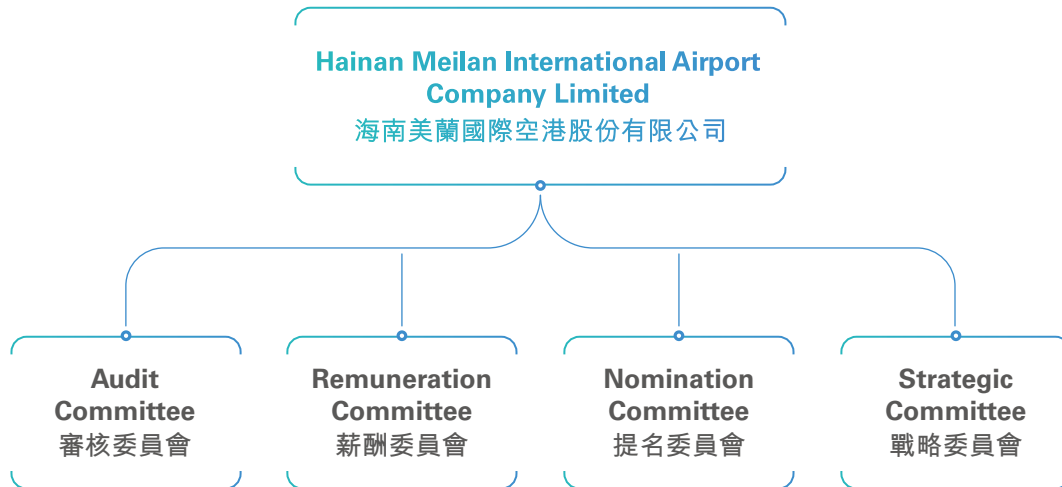 Hainan Meilan International Airport
Company Limited
海南美蘭國際空港股份有限公司
Audit
Committee
審核委員會
Remuneration
Committee
薪酬委員會
Nomination
Committee
提名委員會
Strategic
Committee
戰略委員會